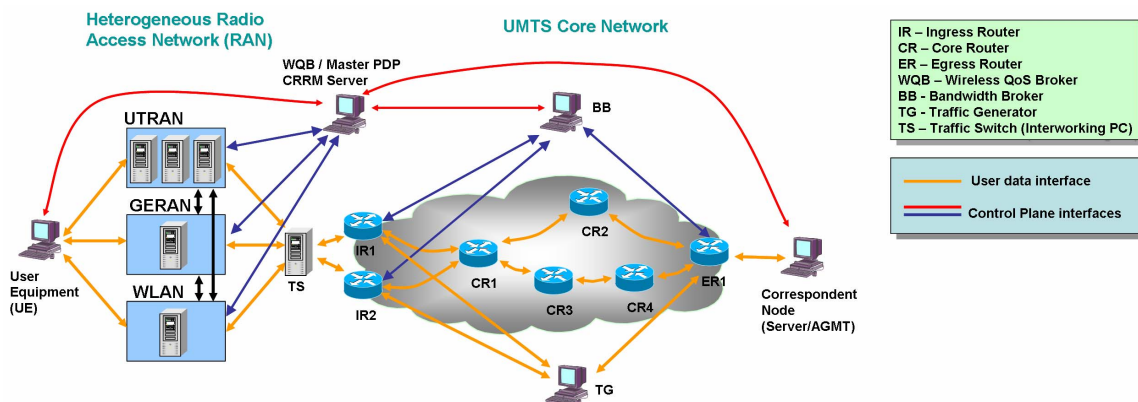 Heterogeneous Radio
Access Network (RAN)
UMTS Core Network
WQB / Master PDP
CRRM Server
BB
UTRAN
GERAN
WLAN
User
Equipment
(UE)
TS
IR1
IR2
CR1
CR2
CR3
CR4
ER1
TG
Correspondent
Node
(Server/AGMT)
IR – Ingress Router
CR – Core Router
ER – Egress Router
WQB – Wireless QoS Broker
BB - Bandwidth Broker
TG - Traffic Generator
TS – Traffic Switch (Interworking PC)
User data interface
Control Plane interfaces